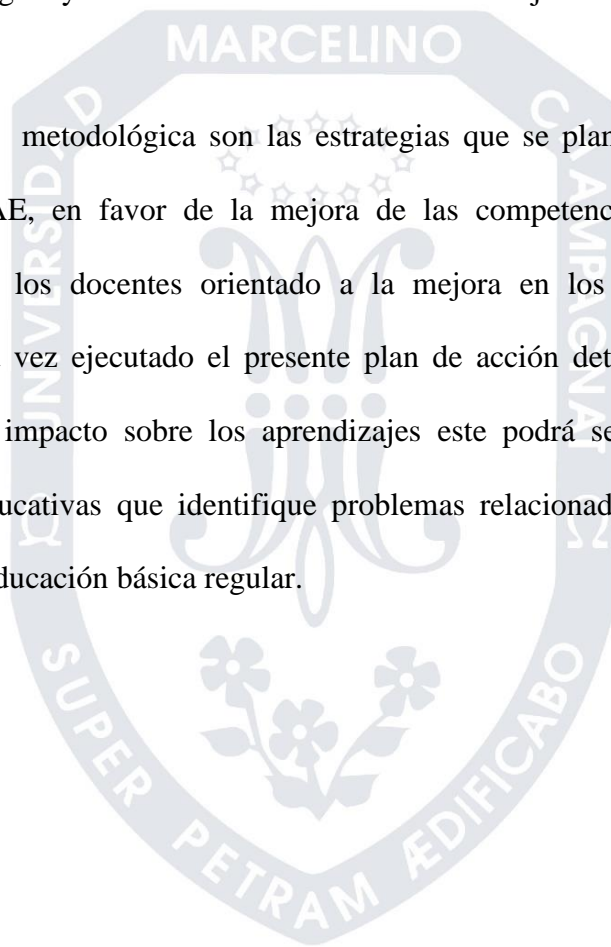 MARCELINO
metodológica son las estrategias que se plan
AE, en favor de la mejora de las competenc
los docentes orientado a la mejora en los
vez ejecutado el presente plan de acción det
impacto sobre los aprendizajes este podrá se
ucativas que identifique problemas relacionad
ducación básica regular.
UNIVERSIDAD
CHAMPAGNAT
SUPER PETRAM ÆDIFICABO